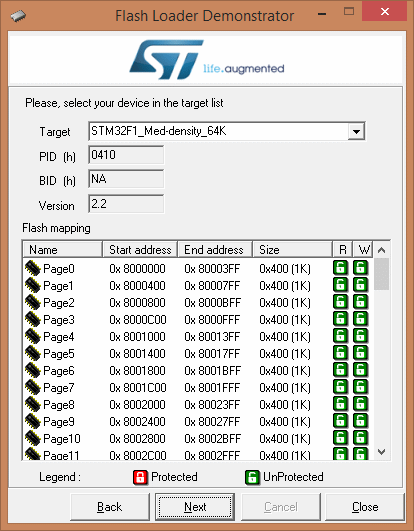 Flash Loader Demonstrator
ST life.augmented
Please, select your device in the target list
Target STM32F1_Med-density_64K
PID (h) 0410
BID (h) NA
Version 2.2
Flash mapping
Name Start address End address Size R W
Page0 0x 8000000 0x 80003FF 0x400 (1K)
Page1 0x 8000400 0x 80007FF 0x400 (1K)
Page2 0x 8000800 0x 8000BFF 0x400 (1K)
Page3 0x 8000C00 0x 8000FFF 0x400 (1K)
Page4 0x 8001000 0x 80013FF 0x400 (1K)
Page5 0x 8001400 0x 80017FF 0x400 (1K)
Page6 0x 8001800 0x 8001BFF 0x400 (1K)
Page7 0x 8001C00 0x 8001FFF 0x400 (1K)
Page8 0x 8002000 0x 80023FF 0x400 (1K)
Page9 0x 8002400 0x 80027FF 0x400 (1K)
Page10 0x 8002800 0x 8002BFF 0x400 (1K)
Page11 0x 8002C00 0x 8002FFF 0x400 (1K)
Legend : Protected UnProtected
Back Next Cancel Close